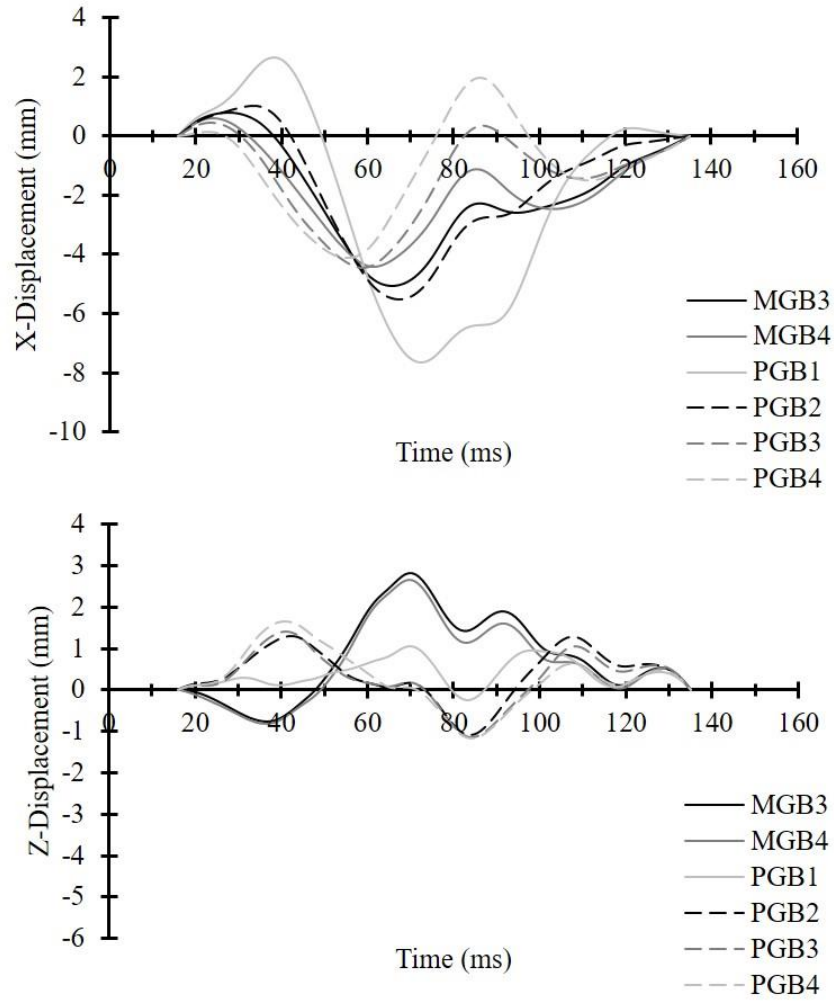 4
2
0
0 20 40 60 80 100 120 140 160
-2
-4
-6
-8
-10
X-Displacement (mm)
Time (ms)
MGB3
MGB4
PGB1
PGB2
PGB3
PGB4
4
3
2
1
0
0 20 40 60 80 100 120 140 160
-1
-2
-3
-4
-5
-6
Z-Displacement (mm)
Time (ms)
MGB3
MGB4
PGB1
PGB2
PGB3
PGB4